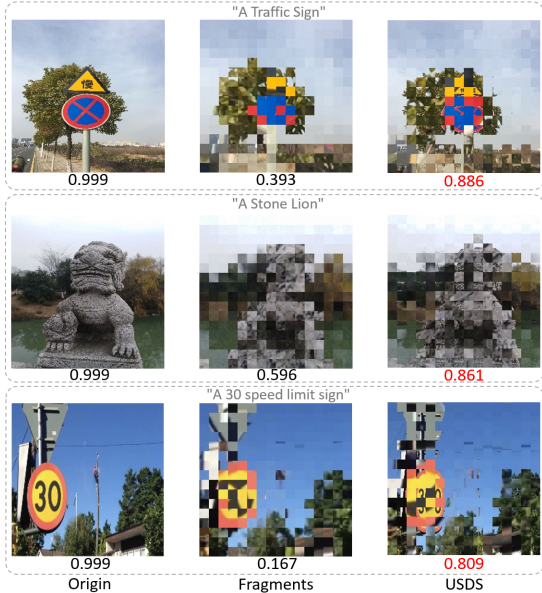 "A Traffic Sign"
慢
0.999 0.393 0.886
"A Stone Lion"
0.999 0.596 0.861
"A 30 speed limit sign"
30
0.999 0.167 0.809
Origin Fragments USDS